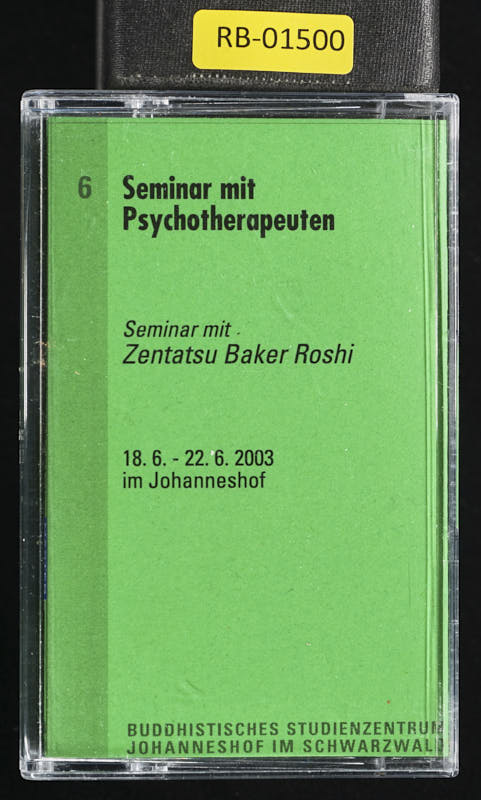 RB-01500
6 Seminar mit
Psychotherapeuten
Seminar mit
Zentatsu Baker Roshi
18. 6. - 22. 6. 2003
im Johanneshof
BUDDHISTISCHES STUDIENZENTRUM
JOHANNESHOF IM SCHWARZWALD